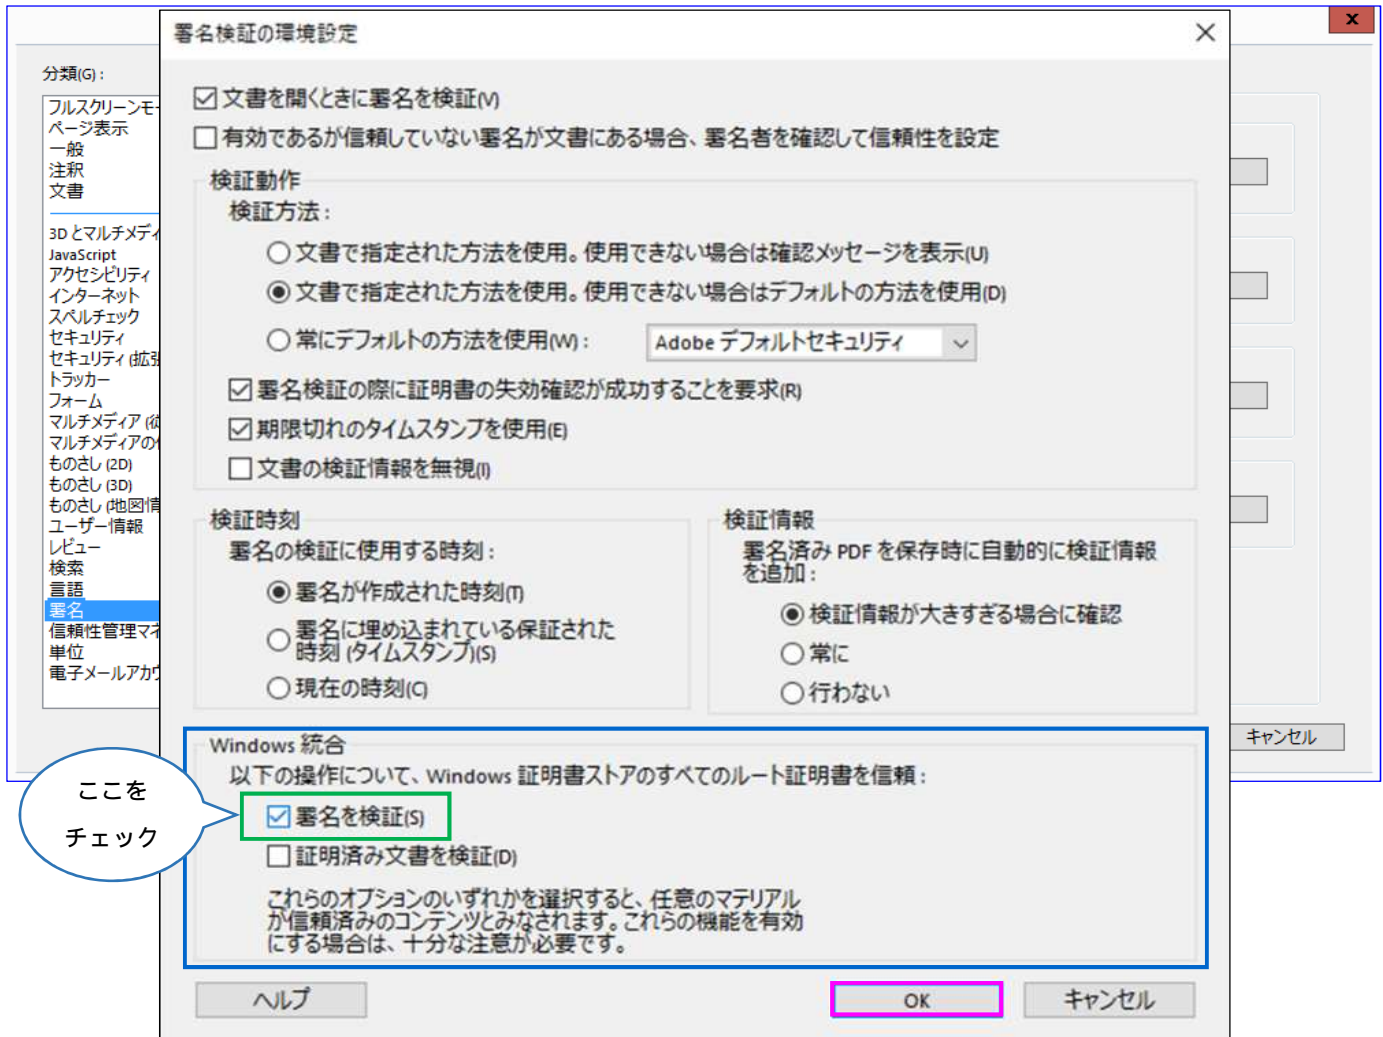 署名検証の環境設定
分類(G):
フルスクリーンモー
ページ表示
一般
注釈
文書
3D とマルチメディ
JavaScript
アクセシビリティ
インターネット
スペルチェック
セキュリティ
セキュリティ (拡張
トラッカー
フォーム
マルチメディア (従
マルチメディアの
ものさし (2D)
ものさし (3D)
ものさし (地図情
ユーザー情報
レビュー
検索
言語
署名
信頼性管理マネ
単位
電子メールアカウ
文書を開くときに署名を検証(V)
有効であるが信頼していない署名が文書にある場合、署名者を確認して信頼性を設定
検証動作
検証方法:
文書で指定された方法を使用。使用できない場合は確認メッセージを表示(U)
文書で指定された方法を使用。使用できない場合はデフォルトの方法を使用(D)
常にデフォルトの方法を使用(W): Adobe デフォルトセキュリティ
署名検証の際に証明書の失効確認が成功することを要求(R)
期限切れのタイムスタンプを使用(E)
文書の検証情報を無視(I)
検証時刻
署名の検証に使用する時刻:
署名が作成された時刻(T)
署名に埋め込まれている保証された
時刻 (タイムスタンプ)(S)
現在の時刻(C)
検証情報
署名済み PDF を保存時に自動的に検証情報
を追加:
検証情報が大きすぎる場合に確認
常に
行わない
Windows 統合
以下の操作について、Windows 証明書ストアのすべてのルート証明書を信頼:
署名を検証(S)
証明済み文書を検証(D)
これらのオプションのいずれかを選択すると、任意のマテリアル
が信頼済みのコンテンツとみなされます。これらの機能を有効
にする場合は、十分な注意が必要です。
ここを
チェック
ヘルプ
OK
キャンセル
キャンセル